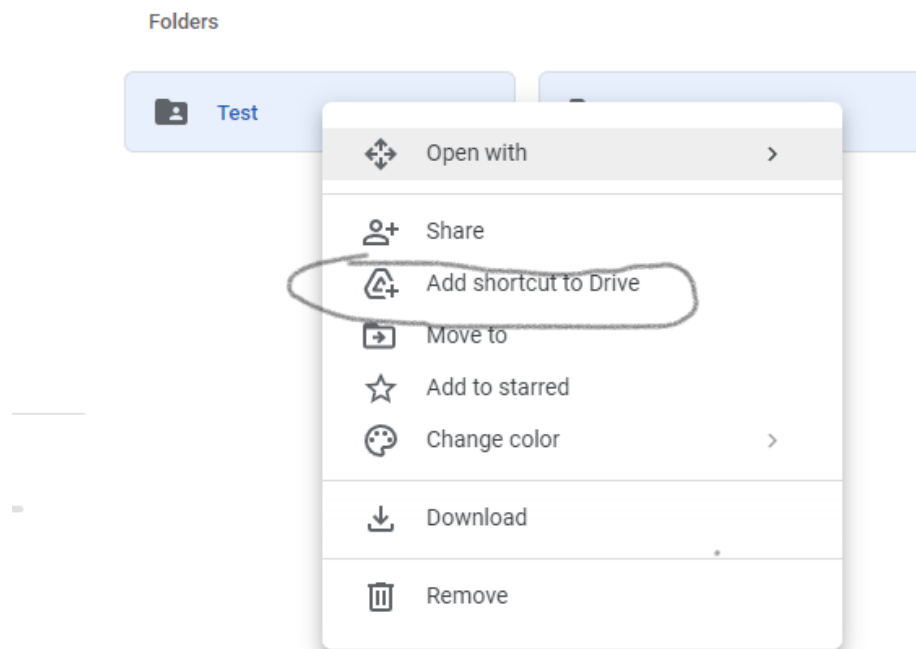 Folders
Test
Open with
Share
Add shortcut to Drive
Move to
Add to starred
Change color
Download
Remove